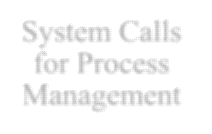 System Calls
for Process
Management